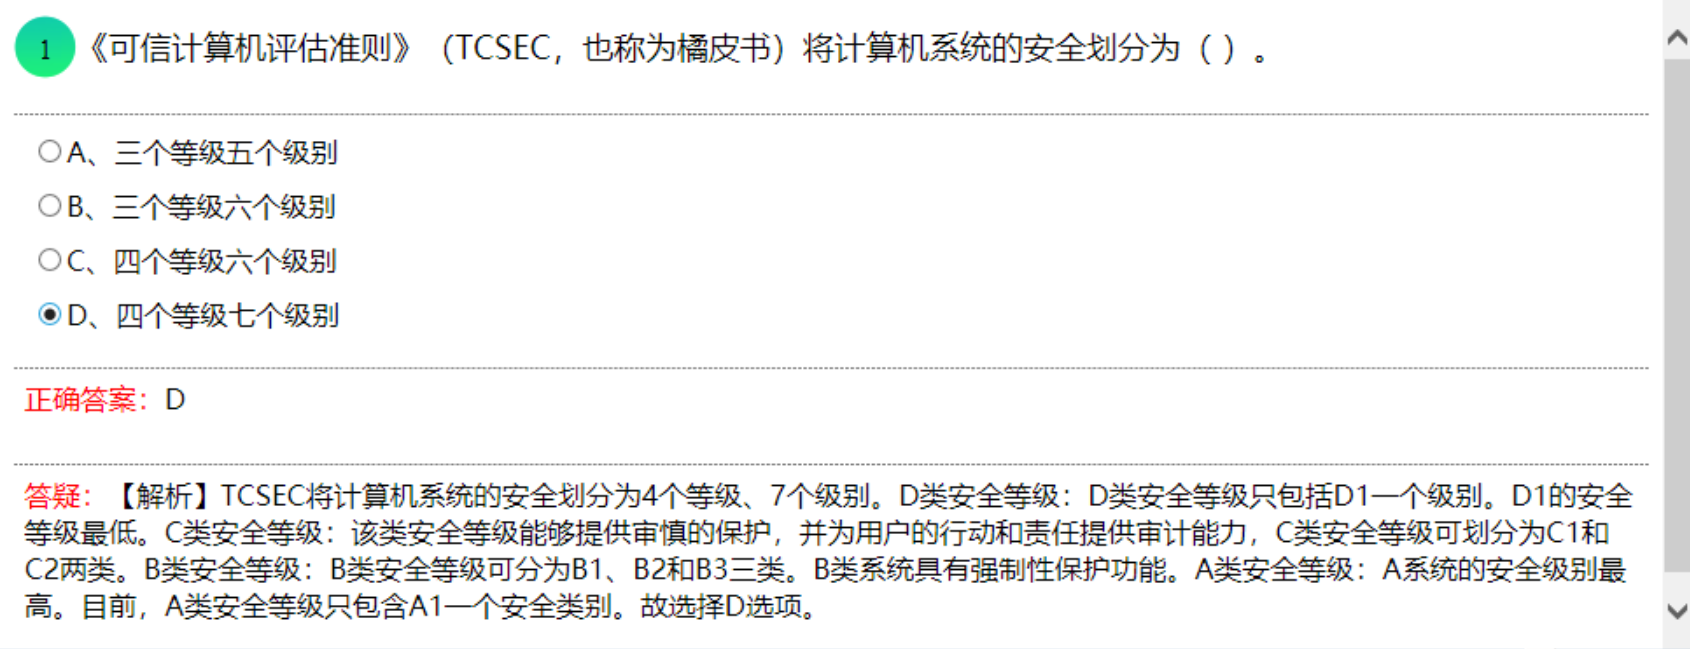 1 《可信计算机评估准则》（TCSEC，也称为橘皮书）将计算机系统的安全划分为（ ）。
A、三个等级五个级别
B、三个等级六个级别
C、四个等级六个级别
D、四个等级七个级别
正确答案：D
答疑：【解析】TCSEC将计算机系统的安全划分为4个等级、7个级别。D类安全等级：D类安全等级只包括D1一个级别。D1的安全
等级最低。C类安全等级：该类安全等级能够提供审慎的保护，并为用户的行动和责任提供审计能力，C类安全等级可划分为C1和
C2两类。B类安全等级：B类安全等级可分为B1、B2和B3三类。B类系统具有强制性保护功能。A类安全等级：A系统的安全级别最
高。目前，A类安全等级只包含A1一个安全类别。故选择D选项。